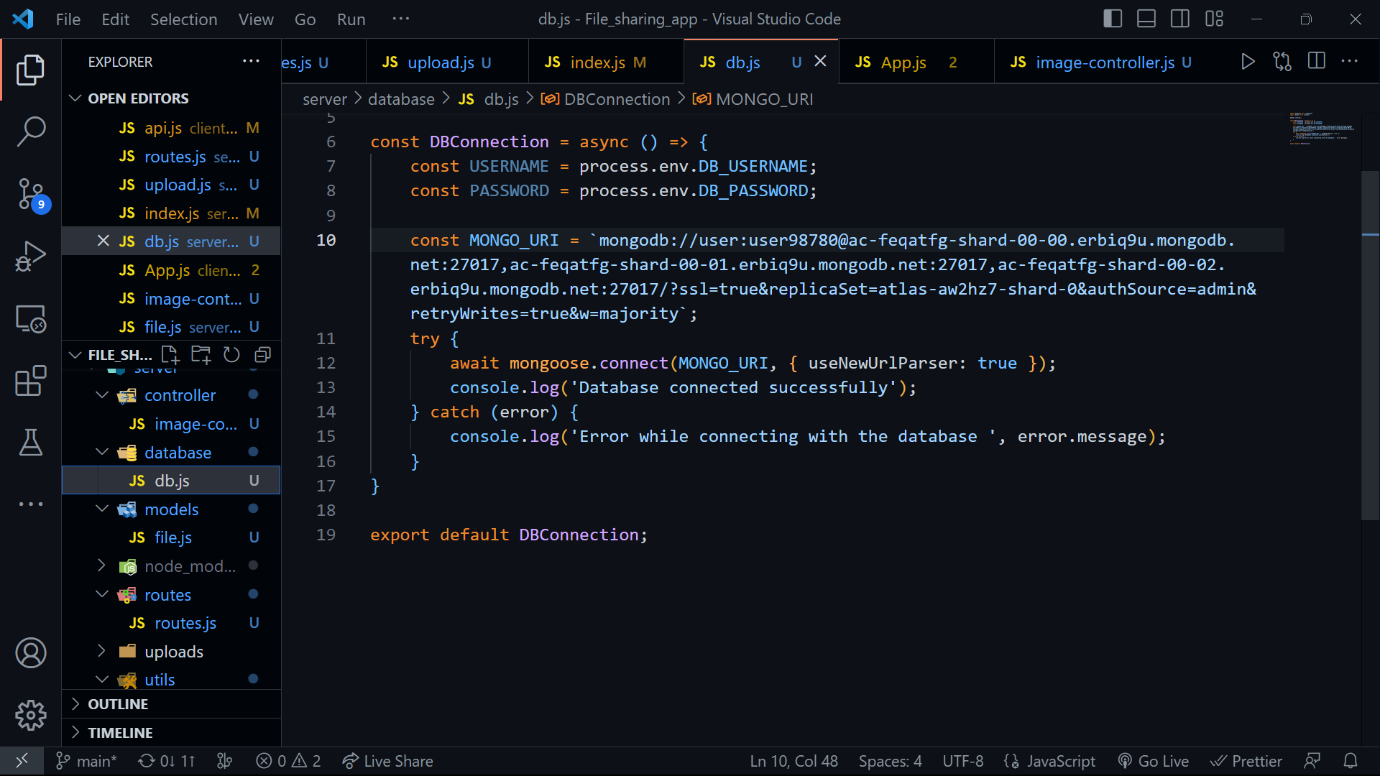 File Edit Selection View Go Run ··· db.js - File_sharing_app - Visual Studio Code
EXPLORER ···
OPEN EDITORS
JS api.js client... M
JS routes.js se... U
JS upload.js s... U
JS index.js ser... M
JS db.js server... U
JS App.js clien... 2
JS image-cont... U
JS file.js server... U
FILE_SH...
server
controller
JS image-co... U
database
JS db.js U
models
JS file.js U
node_mod...
routes
JS routes.js U
uploads
utils
OUTLINE
TIMELINE
es.js U JS upload.js U JS index.js M JS db.js U JS App.js 2 JS image-controller.js U
server > database > JS db.js > DBConnection > MONGO_URI
5
6 const DBConnection = async () => {
7 const USERNAME = process.env.DB_USERNAME;
8 const PASSWORD = process.env.DB_PASSWORD;
9
10 const MONGO_URI = `mongodb://user:user98780@ac-feqatfg-shard-00-00.erbiq9u.mongodb.
net:27017,ac-feqatfg-shard-00-01.erbiq9u.mongodb.net:27017,ac-feqatfg-shard-00-02.
erbiq9u.mongodb.net:27017/?ssl=true&replicaSet=atlas-aw2hz7-shard-0&authSource=admin&
retryWrites=true&w=majority`;
11 try {
12 await mongoose.connect(MONGO_URI, { useNewUrlParser: true });
13 console.log('Database connected successfully');
14 } catch (error) {
15 console.log('Error while connecting with the database ', error.message);
16 }
17 }
18
19 export default DBConnection;
9
main* 0↓ 1↑ 0 2 Live Share Ln 10, Col 48 Spaces: 4 UTF-8 {} JavaScript Go Live Prettier